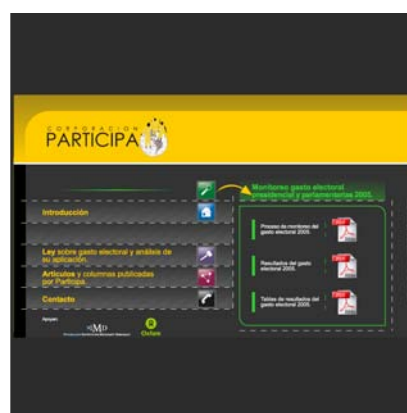 CORPORACION
PARTICIPA
Monitoreo gasto electoral
presidencial y parlamentarias 2005.
Introducción
Proceso de monitoreo del
gasto electoral 2005.
Ley sobre gasto electoral y análisis de
su aplicación.
Resultados del gasto
electoral 2005.
Artículos y columnas publicadas
por Participa.
Contacto
Tablas de resultados del
gasto electoral 2005.
Apoyan:
Oxfam